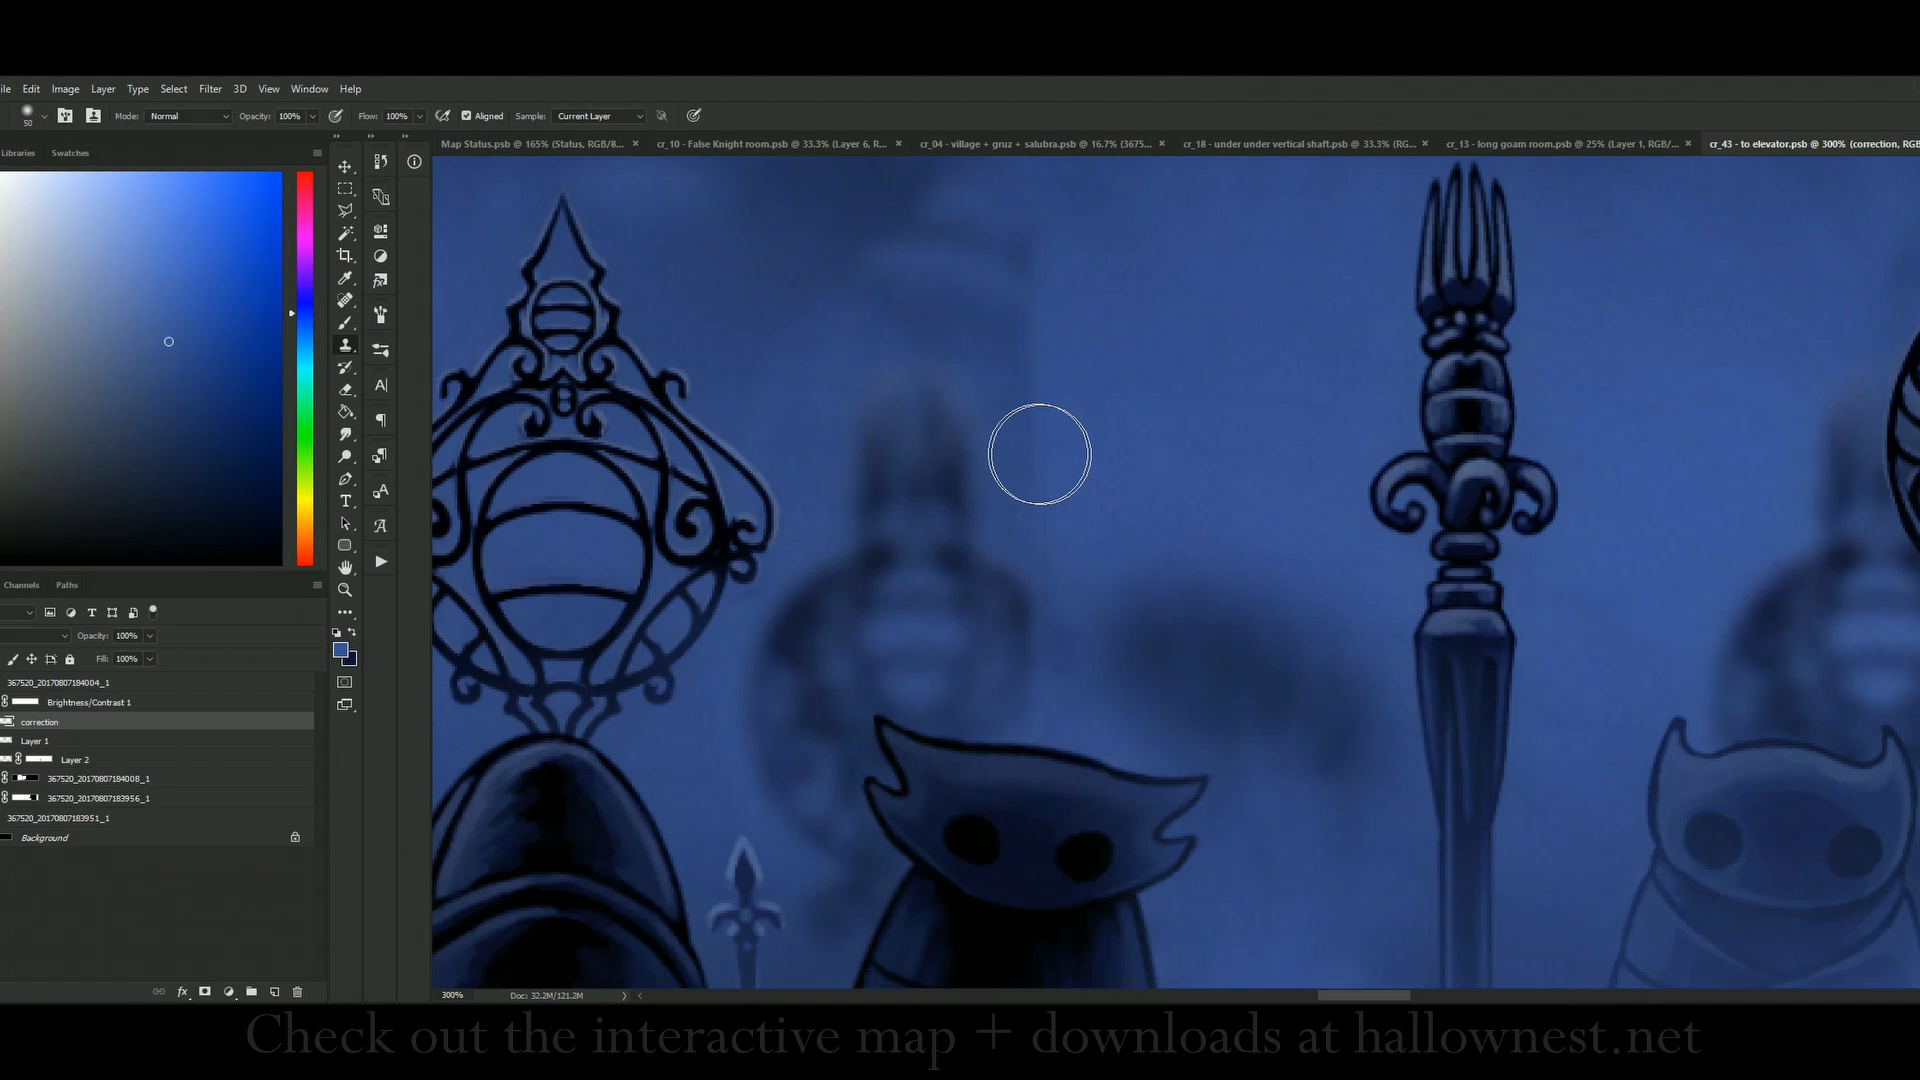 ile Edit Image Layer Type Select Filter 3D View Window Help
50 Mode: Normal Opacity: 100% Flow: 100% Aligned Sample: Current Layer
Libraries Swatches
Map Status.psb @ 165% (Status, RGB/8... cr_10 - False Knight room.psb @ 33.3% (Layer 6, R... cr_04 - village + gruz + salubra.psb @ 16.7% (3675... cr_18 - under under vertical shaft.psb @ 33.3% (RG... cr_13 - long goam room.psb @ 25% (Layer 1, RGB/... cr_43 - to elevator.psb @ 300% (correction, RGB
Channels Paths
Opacity: 100%
Fill: 100%
367520_20170807184004_1
Brightness/Contrast 1
correction
Layer 1
Layer 2
367520_20170807184008_1
367520_20170807183956_1
367520_20170807183951_1
Background
300% Doc: 32.2M/121.2M
Check out the interactive map + downloads at hallownest.net